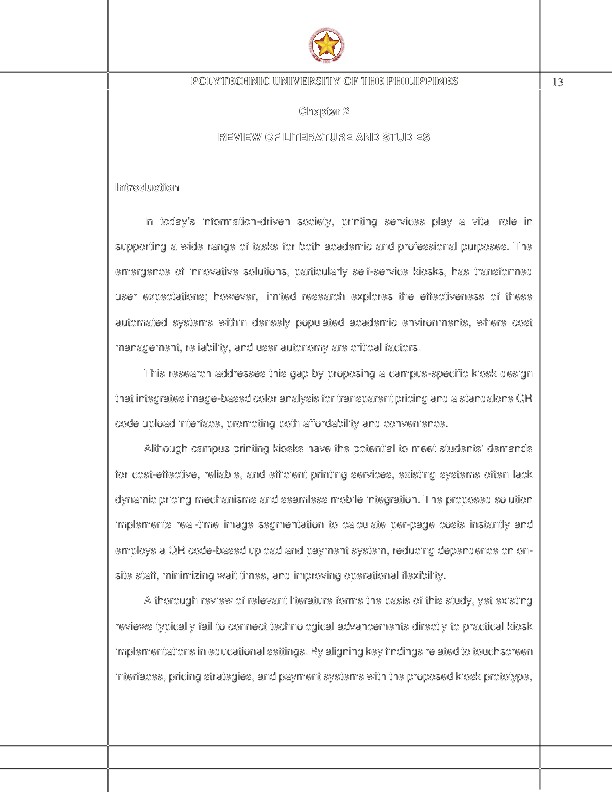 POLYTECHNIC UNIVERSITY OF THE PHILIPPINES
13
Chapter 2
REVIEW OF LITERATURE AND STUDIES
Introduction
In today's information-driven society, printing services play a vital role in
supporting a wide range of tasks for both academic and professional purposes. The
emergence of innovative solutions, particularly self-service kiosks, has transformed
user expectations; however, limited research explores the effectiveness of these
automated systems within densely populated academic environments, where cost
management, reliability, and user autonomy are critical factors.
This research addresses this gap by proposing a campus-specific kiosk design
that integrates image-based color analysis for transparent pricing and a standalone QR
code upload interface, promoting both affordability and convenience.
Although campus printing kiosks have the potential to meet students' demands
for cost-effective, reliable, and efficient printing services, existing systems often lack
dynamic pricing mechanisms and seamless mobile integration. The proposed solution
implements real-time image segmentation to calculate per-page costs instantly and
employs a QR code-based upload and payment system, reducing dependence on on-
site staff, minimizing wait times, and improving operational flexibility.
A thorough review of relevant literature forms the basis of this study, yet existing
reviews typically fail to connect technological advancements directly to practical kiosk
implementations in educational settings. By aligning key findings related to touchscreen
interfaces, pricing strategies, and payment systems with the proposed kiosk prototype,